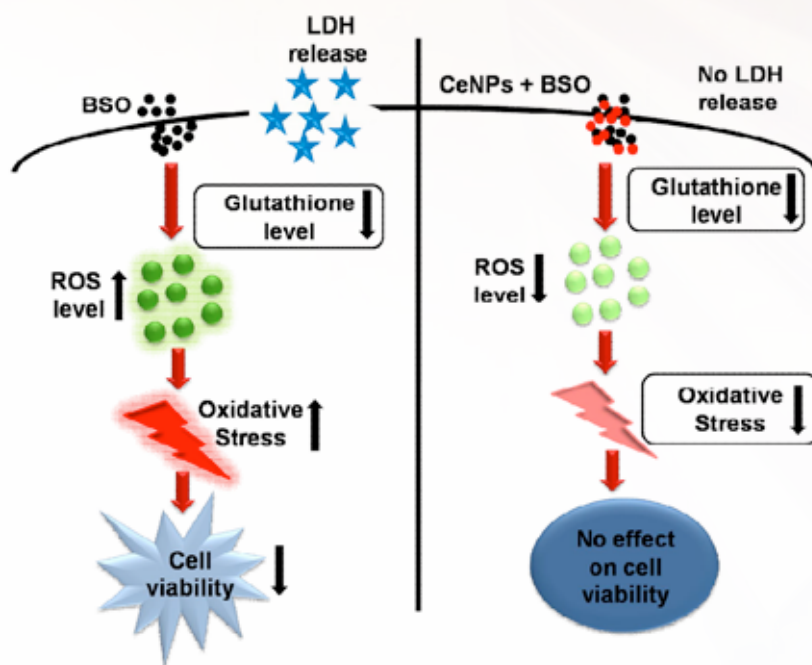 LDH
release
BSO
Glutathione
level
ROS
level
Oxidative
Stress
Cell
viability
CeNPs + BSO
No LDH
release
Glutathione
level
ROS
level
Oxidative
Stress
No effect
on cell
viability